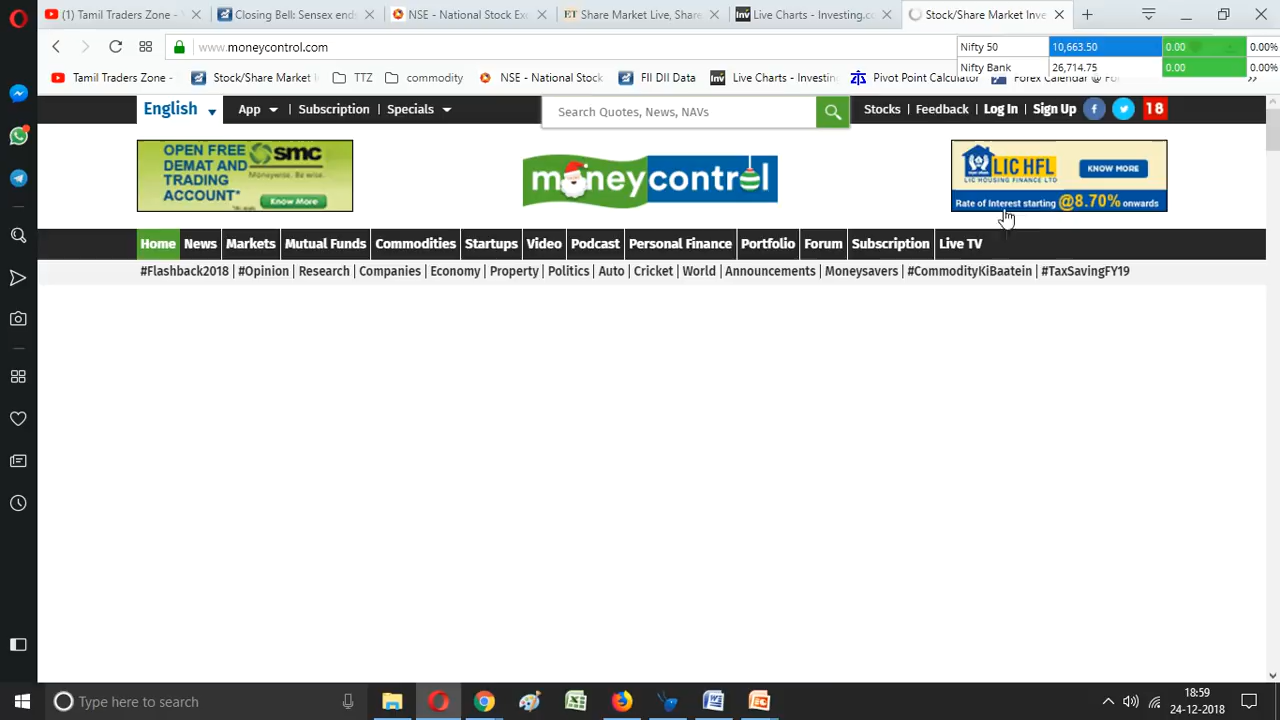 (1) Tamil Traders Zone - Y
Closing Bell: Sensex ends
NSE - National Stock Exc
ET Share Market Live, Share
Inv Live Charts - Investing.co
Stock/Share Market Inve
www.moneycontrol.com
Nifty 50 10,663.50 0.00 0.00%
Nifty Bank 26,714.75 0.00 0.00%
Tamil Traders Zone - Stock/Share Market I TTZ commodity NSE - National Stock FII DII Data Inv Live Charts - Investin Pivot Point Calculator Forex Calendar @ For
English App Subscription Specials Search Quotes, News, NAVs Stocks Feedback Log In Sign Up f 18
OPEN FREE
DEMAT AND
TRADING
ACCOUNT*
smc
Moneywise. Be wise.
Know More
moneycontrol
LIC HFL
LIC HOUSING FINANCE LTD
KNOW MORE
Rate of Interest starting @8.70% onwards
Home News Markets Mutual Funds Commodities Startups Video Podcast Personal Finance Portfolio Forum Subscription Live TV
#Flashback2018 | #Opinion | Research | Companies | Economy | Property | Politics | Auto | Cricket | World | Announcements | Moneysavers | #CommodityKiBaatein | #TaxSavingFY19
Type here to search
18:59
24-12-2018